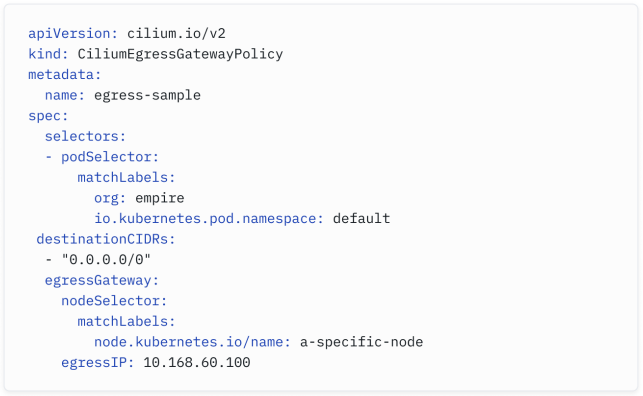 apiVersion: cilium.io/v2
kind: CiliumEgressGatewayPolicy
metadata:
  name: egress-sample
spec:
  selectors:
  - podSelector:
      matchLabels:
        org: empire
        io.kubernetes.pod.namespace: default
 destinationCIDRs:
  - "0.0.0.0/0"
  egressGateway:
    nodeSelector:
      matchLabels:
        node.kubernetes.io/name: a-specific-node
    egressIP: 10.168.60.100